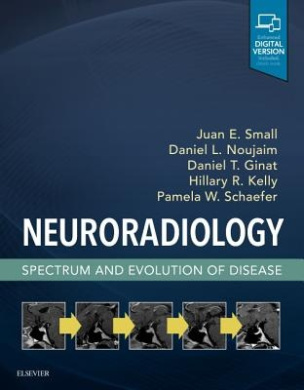 Enhanced
DIGITAL
VERSION
Included.
Juan E. Small
Daniel L. Noujaim
Daniel T. Ginat
Hillary R. Kelly
Pamela W. Schaefer
NEURORADIOLOGY
SPECTRUM AND EVOLUTION OF DISEASE
ELSEVIER